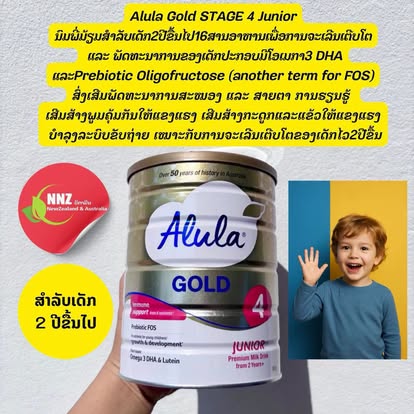 Alula Gold STAGE 4 Junior
ນົມຝີມ້ຽນສຳລັບເດັກ2ປີຂຶ້ນໄປ16ສານອາຫານເພື່ອການຈະເລີນເຕີບໂຕ
ແລະ ພັດທະນາການຂອງເດັກປະກອບມີໂອເມກາ3 DHA
ແລະPrebiotic Oligofructose (another term for FOS)
ສົ່ງເສີມພັດທະນາການສະໝອງ ແລະ ສາຍຕາ ການຮຽນຮູ້
ເສີມສ້າງພູມຄຸ້ມກັນໃຫ້ແຂງແຮງ ເສີມສ້າງກະດູກແລະແຂ້ວໃຫ້ແຂງແຮງ
ບຳລຸງລະບົບຂັບຖ່າຍ ເໝາະກັບການຈະເລີນເຕີບໂຕຂອງເດັກໄວ2ປີຂຶ້ນ
Over 50 years of history in Australia
NNZ
NewZealand & Australia
Alula
GOLD
4
immune
support
Prebiotic FOS
growth & development
Omega 3 DHA & Lutein
JUNIOR
Premium Milk Drink
from 2 Years+
ສຳລັບເດັກ
2 ປີຂຶ້ນໄປ